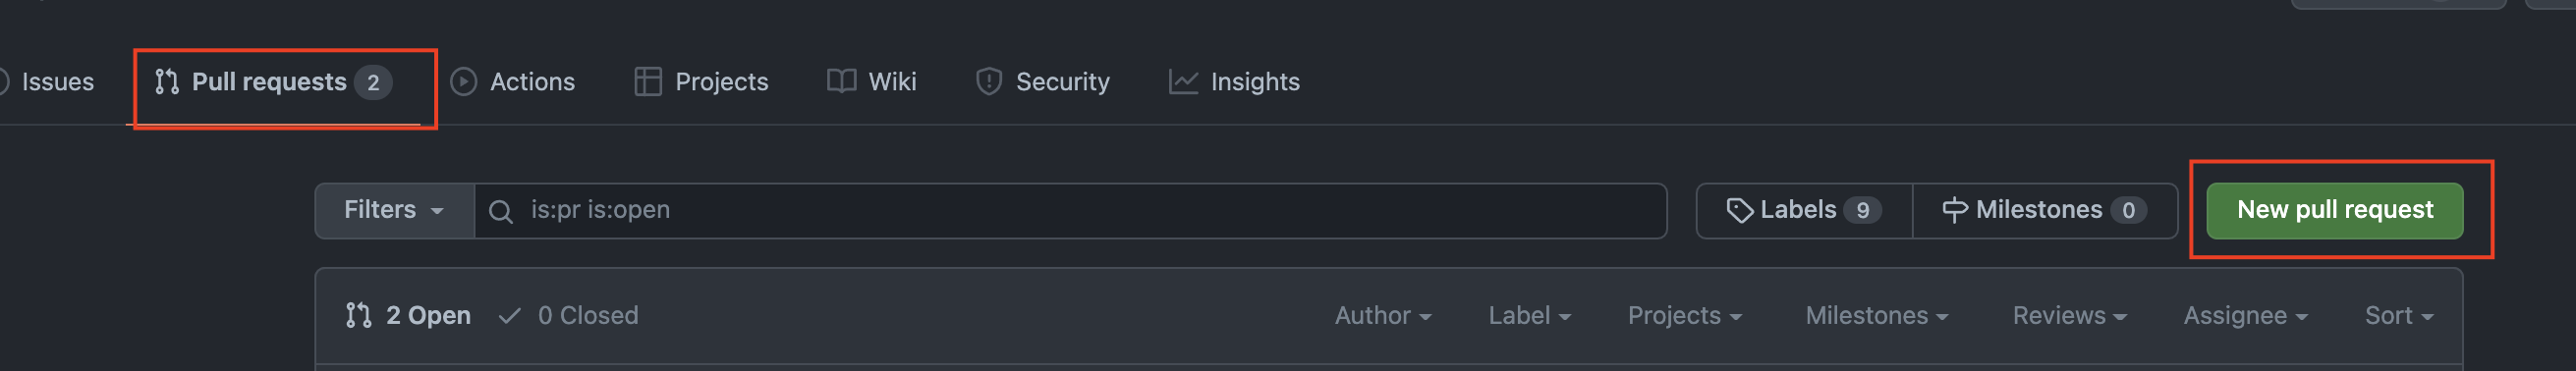 Issues Pull requests 2 Actions Projects Wiki Security Insights
Filters is:pr is:open Labels 9 Milestones 0 New pull request
2 Open 0 Closed Author Label Projects Milestones Reviews Assignee Sort